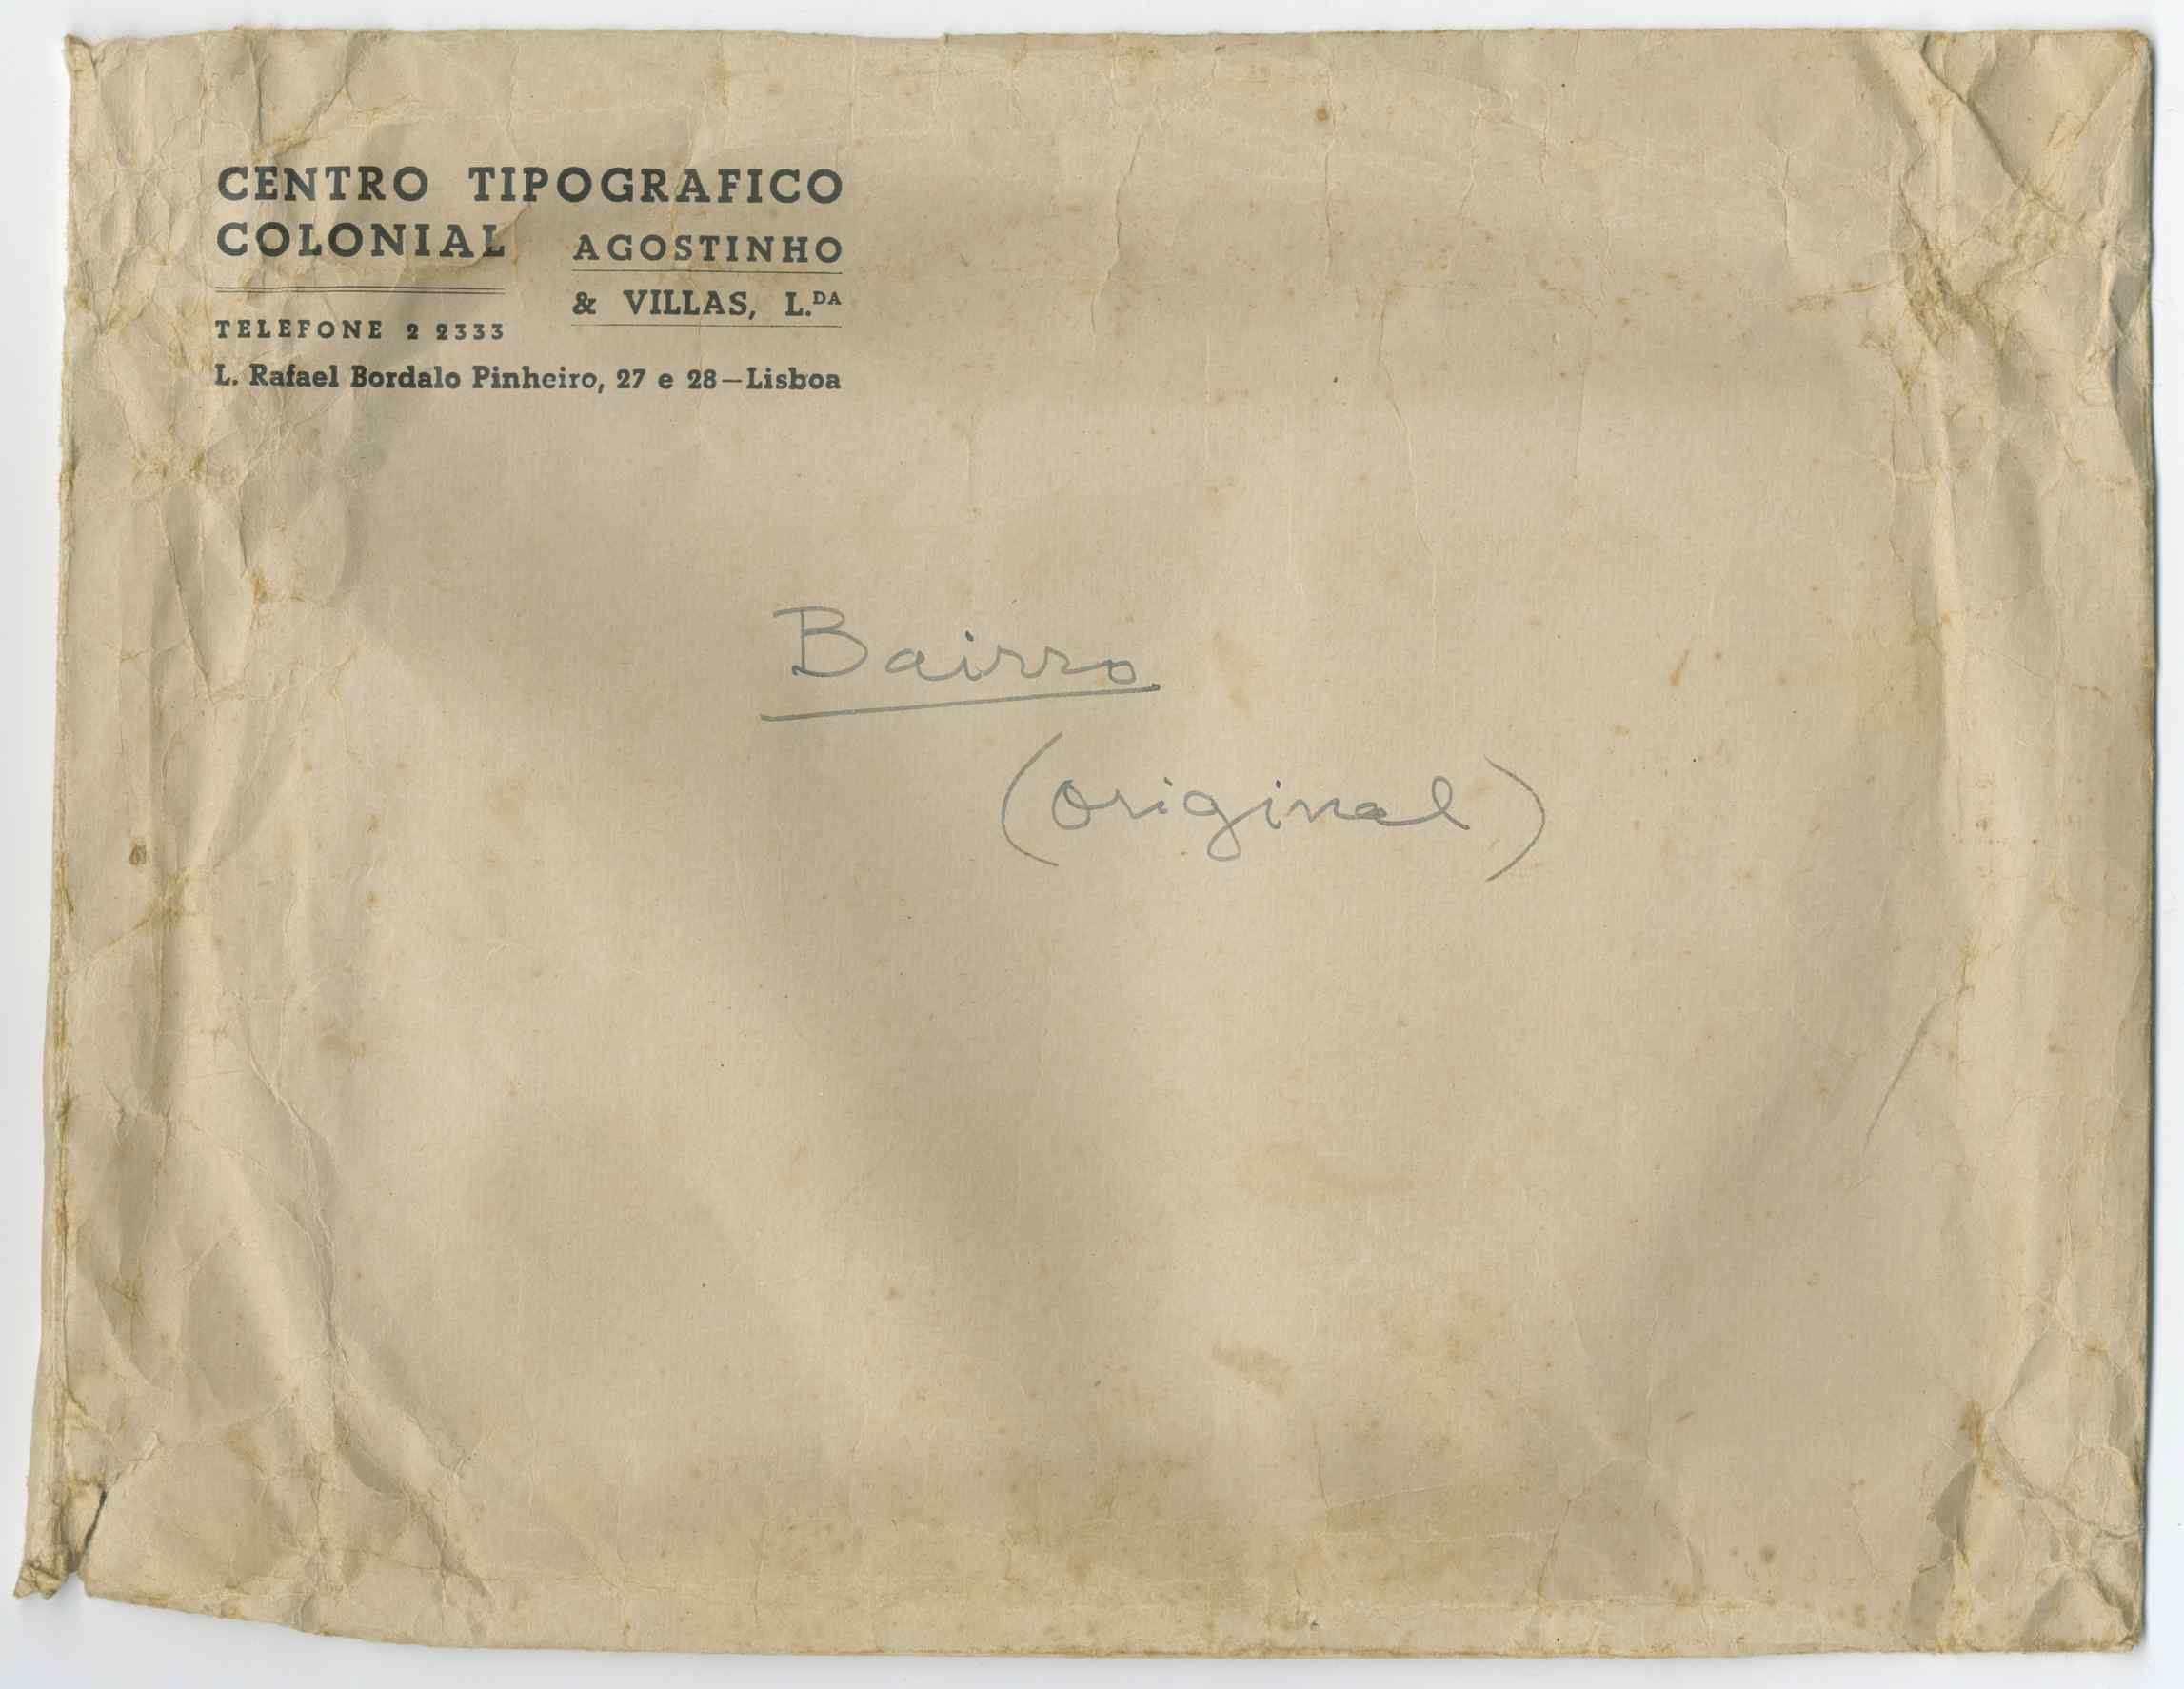 CENTRO TIPOGRAFICO
COLONIAL AGOSTINHO
& VILLAS, L.DA
TELEFONE 2 2333
L. Rafael Bordalo Pinheiro, 27 e 28—Lisboa
Bairro
(original)